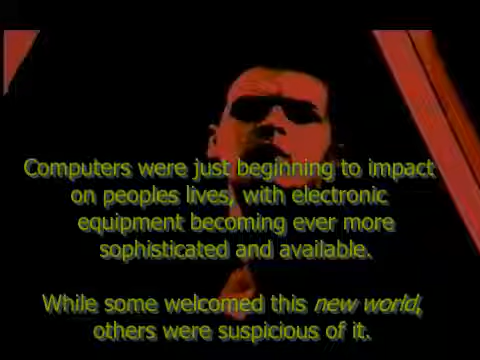 Computers were just beginning to impact
on peoples lives, with electronic
equipment becoming ever more
sophisticated and available.
While some welcomed this new world,
others were suspicious of it.